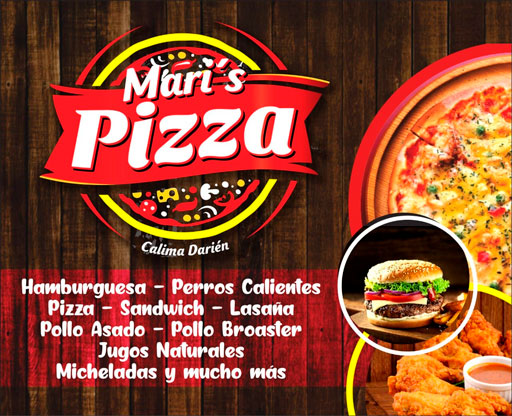 Mari's
Pizza
Calima Darién
Hamburguesa - Perros Calientes
Pizza - Sandwich - Lasaña
Pollo Asado - Pollo Broaster
Jugos Naturales
Micheladas y mucho más